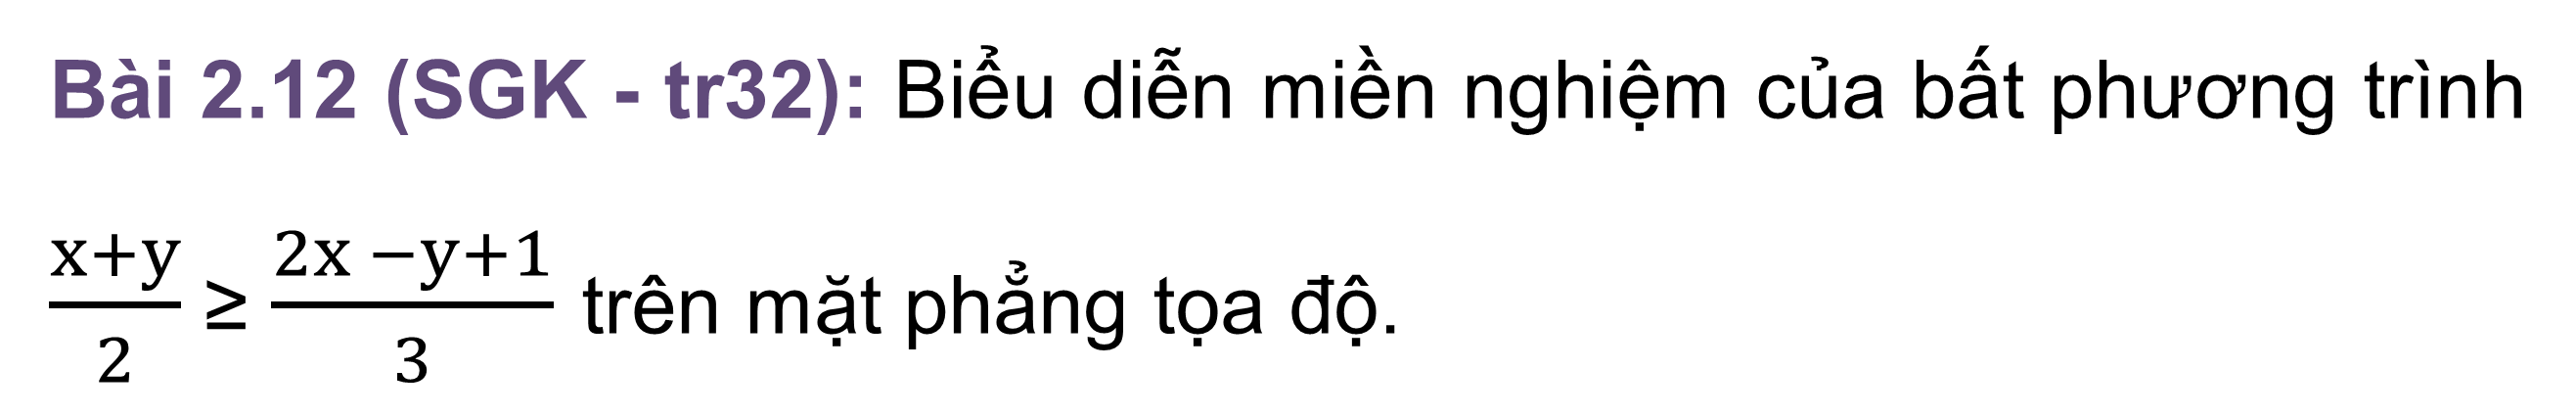 Bài 2.12 (SGK - tr32): Biểu diễn miền nghiệm của bất phương trình
x+y/2 ≥ 2x −y+1/3 trên mặt phẳng tọa độ.